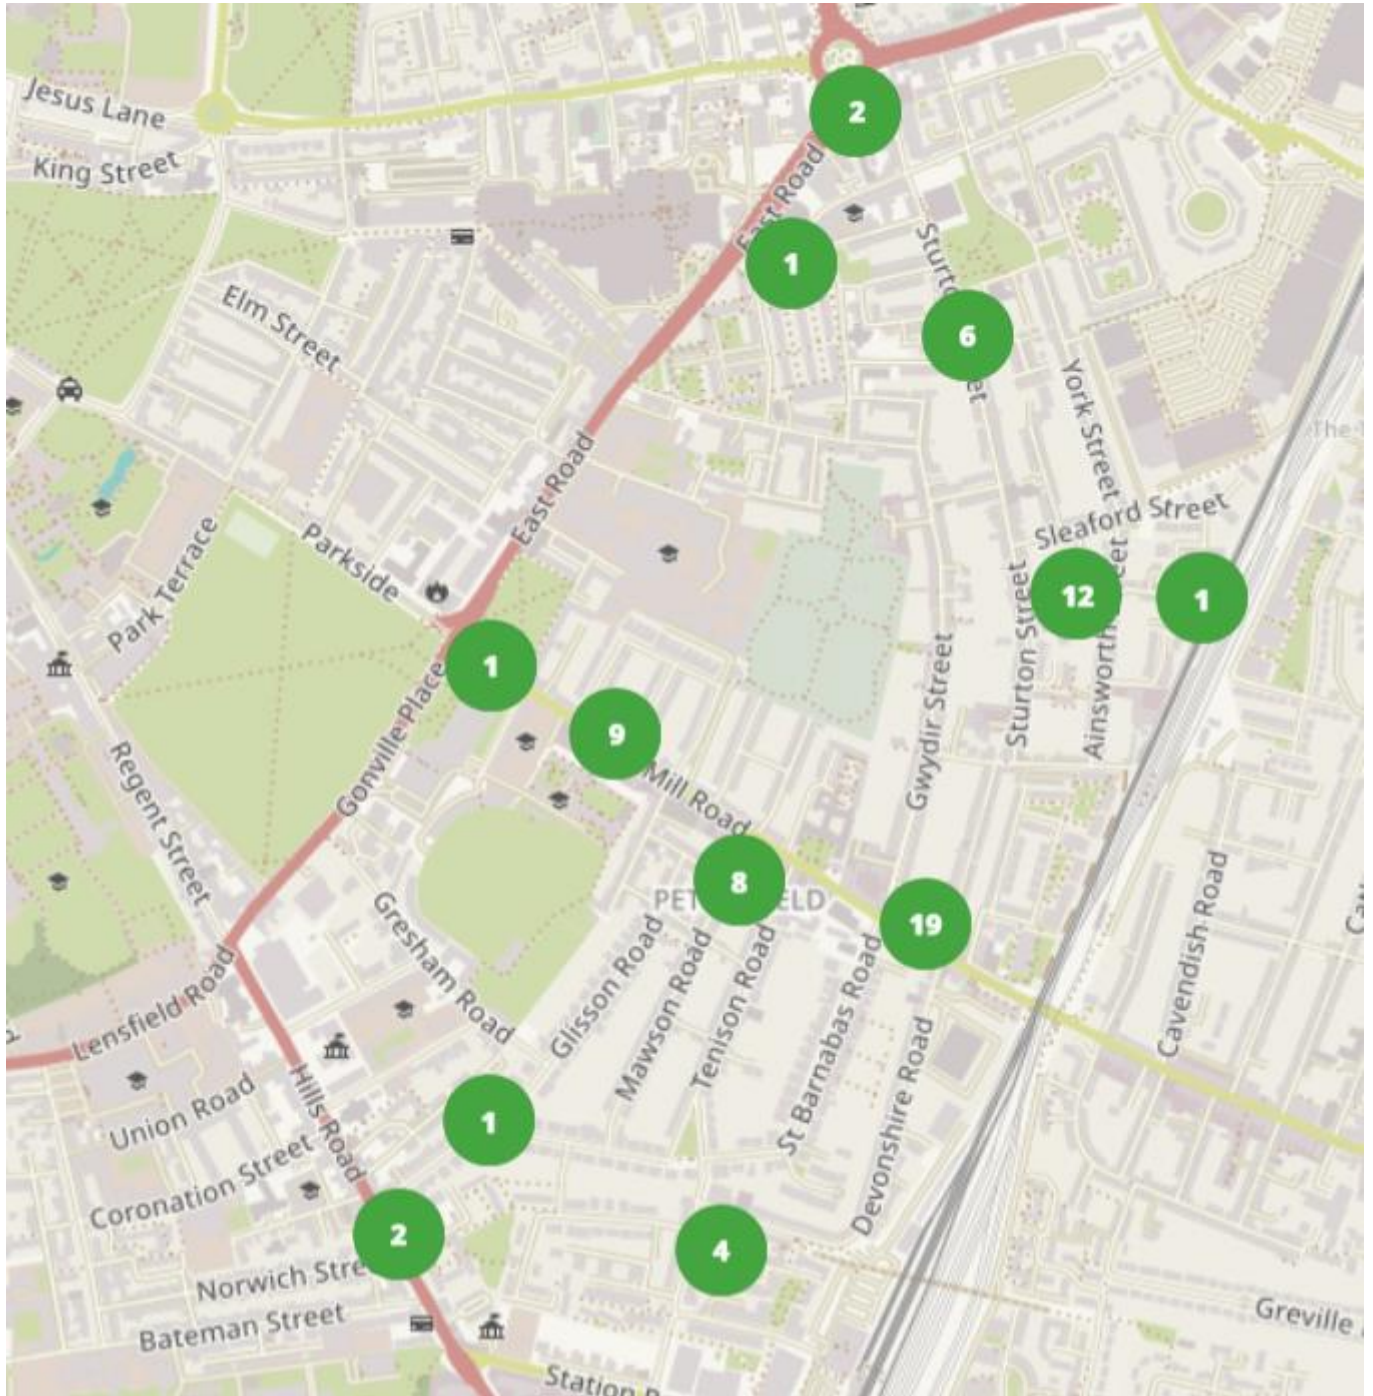 Jesus Lane
King Street
2
East Road
1
Elm Street
6
York Street
The
East Road
Sleaford Street
Parkside
Park Terrace
12
1
Sturton Street
1
Gonville Place
9
Gwydir Street
Mill Road
Regent Street
8
19
Gresham Road
Cavendish Road
Lensfield Road
Glisson Road
Mawson Road
Tenison Road
St Barnabas Road
Devonshire Road
Union Road
Hills Road
1
Coronation Street
2
4
Norwich Stre
Bateman Street
Greville
Station